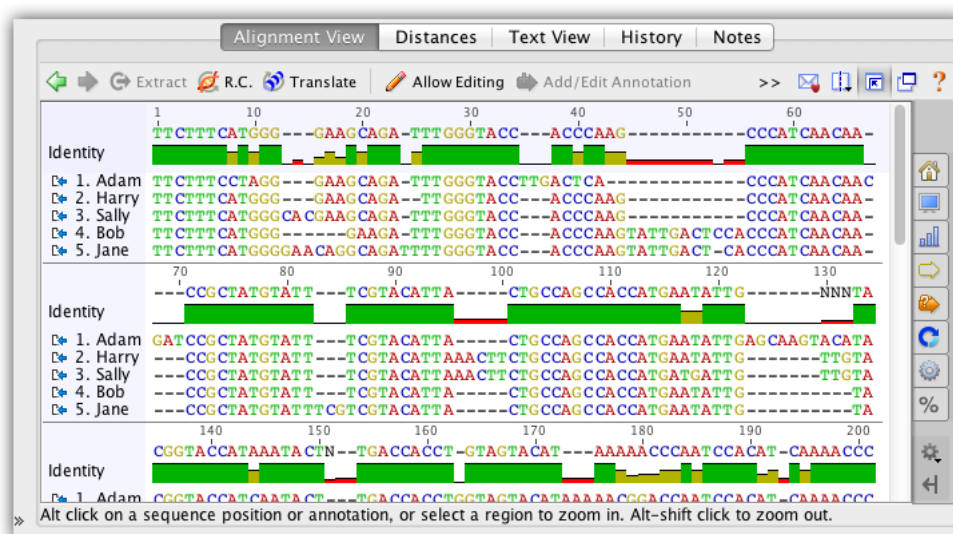 Alignment View Distances Text View History Notes
Extract R.C. Translate Allow Editing Add/Edit Annotation >> ?
1 10 20 30 40 50 60
TTCTTTCATGGG---GAAGCAGA-TTTGGGTACC---ACCCAAG-----------CCCATCAACAA-
Identity
1. Adam TTCTTTCCTAGG---GAAGCAGA-TTTGGGTACCTTGACTCA-------------CCCATCAACAAC
2. Harry TTCTTTCATGGG---GAAGCAGA--TTGGGTACC---ACCCAAG-----------CCCATCAACAA-
3. Sally TTCTTTCATGGGCACGAAGCAGA-TTTGGGTACC---ACCCAAG-----------CCCATCAACAA-
4. Bob TTCTTTCATGGG------GAAGA-TTTGGGTACC---ACCCAAGTATTGACTCCACCCATCAACAA-
5. Jane TTCTTTCATGGGGAACAGGCAGATTTTGGGTACC---ACCCAAGTATTGACT-CACCCATCAACAA-
70 80 90 100 110 120 130
---CCGCTATGTATT---TCGTACATTA-----CTGCCAGCCACCATGAATATTG-------NNNTA
Identity
1. Adam GATCCGCTATGTATT---TCGTACATTA-----CTGCCAGCCACCATGAATATTGAGCAAGTACATA
2. Harry ---CCGCTATGTATT---TCGTACATTAAACTTCTGCCAGCCACCATGAATATTG-------TTGTA
3. Sally ---CCGCTATGTATT---TCGTACATTAAACTTCTGCCAGCCACCATGATGATTG-------TTGTA
4. Bob ---CCGCTATGTATT---TCGTACATTA-----CTGCCAGCCACCATGAATATTG----------TA
5. Jane ---CCGCTATGTATTTCGTCGTACATTA-----CTGCCAGCCACCATGAATATTG----------TA
140 150 160 170 180 190 200
CGGTACCATAAATACTN--TGACCACCT-GTAGTACAT---AAAAACCCAATCCACAT-CAAAACCC
Identity
1. Adam CGGTACCATCAATACT---TGACCACCTGGTAGTACATAAAAACGGACCAATCCACAT-CAAAACCC
%
» Alt click on a sequence position or annotation, or select a region to zoom in. Alt-shift click to zoom out.